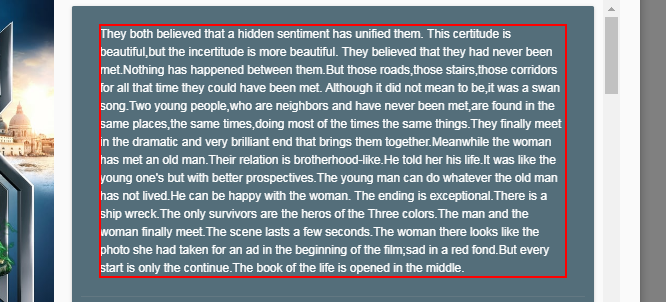 They both believed that a hidden sentiment has unified them. This certitude is
beautiful,but the incertitude is more beautiful. They believed that they had never been
met.Nothing has happened between them.But those roads,those stairs,those corridors
for all that time they could have been met. Although it did not mean to be,it was a swan
song.Two young people,who are neighbors and have never been met,are found in the
same places,the same times,doing most of the times the same things.They finally meet
in the dramatic and very brilliant end that brings them together.Meanwhile the woman
has met an old man.Their relation is brotherhood-like.He told her his life.It was like the
young one's but with better prospectives.The young man can do whatever the old man
has not lived.He can be happy with the woman. The ending is exceptional.There is a
ship wreck.The only survivors are the heros of the Three colors.The man and the
woman finally meet.The scene lasts a few seconds.The woman there looks like the
photo she had taken for an ad in the beginning of the film;sad in a red fond.But every
start is only the continue.The book of the life is opened in the middle.